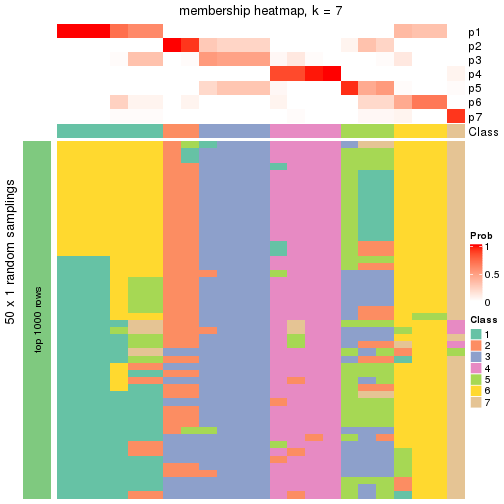 membership heatmap, k = 7
p1
p2
p3
p4
p5
p6
p7
Class
50 x 1 random samplings
top 1000 rows
Prob
1
0.5
0
Class
1
2
3
4
5
6
7